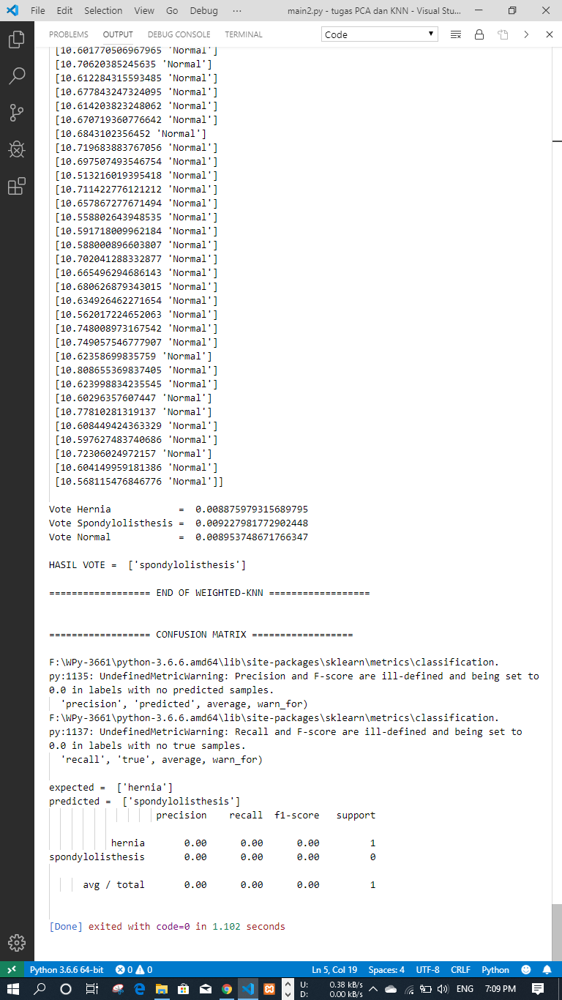 File Edit Selection View Go Debug ··· main2.py - tugas PCA dan KNN - Visual Stu...
PROBLEMS OUTPUT DEBUG CONSOLE TERMINAL Code
[10.601770506967965 'Normal']
[10.70620385245635 'Normal']
[10.612284315593485 'Normal']
[10.677843247324095 'Normal']
[10.614203823248062 'Normal']
[10.670719360776642 'Normal']
[10.6843102356452 'Normal']
[10.719683883767056 'Normal']
[10.697507493546754 'Normal']
[10.513216019395418 'Normal']
[10.711422776121212 'Normal']
[10.657867277671494 'Normal']
[10.558802643948535 'Normal']
[10.591718009962184 'Normal']
[10.588000896603807 'Normal']
[10.702041288332877 'Normal']
[10.665496294686143 'Normal']
[10.680626879343015 'Normal']
[10.634926462271654 'Normal']
[10.562017224652063 'Normal']
[10.748008973167542 'Normal']
[10.749057546777907 'Normal']
[10.62358699835759 'Normal']
[10.808655369837405 'Normal']
[10.623998834235545 'Normal']
[10.60296357607447 'Normal']
[10.77810281319137 'Normal']
[10.608449424363329 'Normal']
[10.597627483740686 'Normal']
[10.72306024972157 'Normal']
[10.604149959181386 'Normal']
[10.568115476846776 'Normal']]
Vote Hernia = 0.008875979315689795
Vote Spondylolisthesis = 0.009227981772902448
Vote Normal = 0.008953748671766347
HASIL VOTE = ['spondylolisthesis']
================== END OF WEIGHTED-KNN ==================
================== CONFUSION MATRIX ==================
F:\WPy-3661\python-3.6.6.amd64\lib\site-packages\sklearn\metrics\classification.
py:1135: UndefinedMetricWarning: Precision and F-score are ill-defined and being set to
0.0 in labels with no predicted samples.
'precision', 'predicted', average, warn_for)
F:\WPy-3661\python-3.6.6.amd64\lib\site-packages\sklearn\metrics\classification.
py:1137: UndefinedMetricWarning: Recall and F-score are ill-defined and being set to
0.0 in labels with no true samples.
'recall', 'true', average, warn_for)
expected = ['hernia']
predicted = ['spondylolisthesis']
precision recall f1-score support
hernia 0.00 0.00 0.00 1
spondylolisthesis 0.00 0.00 0.00 0
avg / total 0.00 0.00 0.00 1
[Done] exited with code=0 in 1.102 seconds
Python 3.6.6 64-bit 0 0 Ln 5, Col 19 Spaces: 4 UTF-8 CRLF Python
U: 0.38 kB/s
D: 0.00 kB/s
ENG 7:09 PM